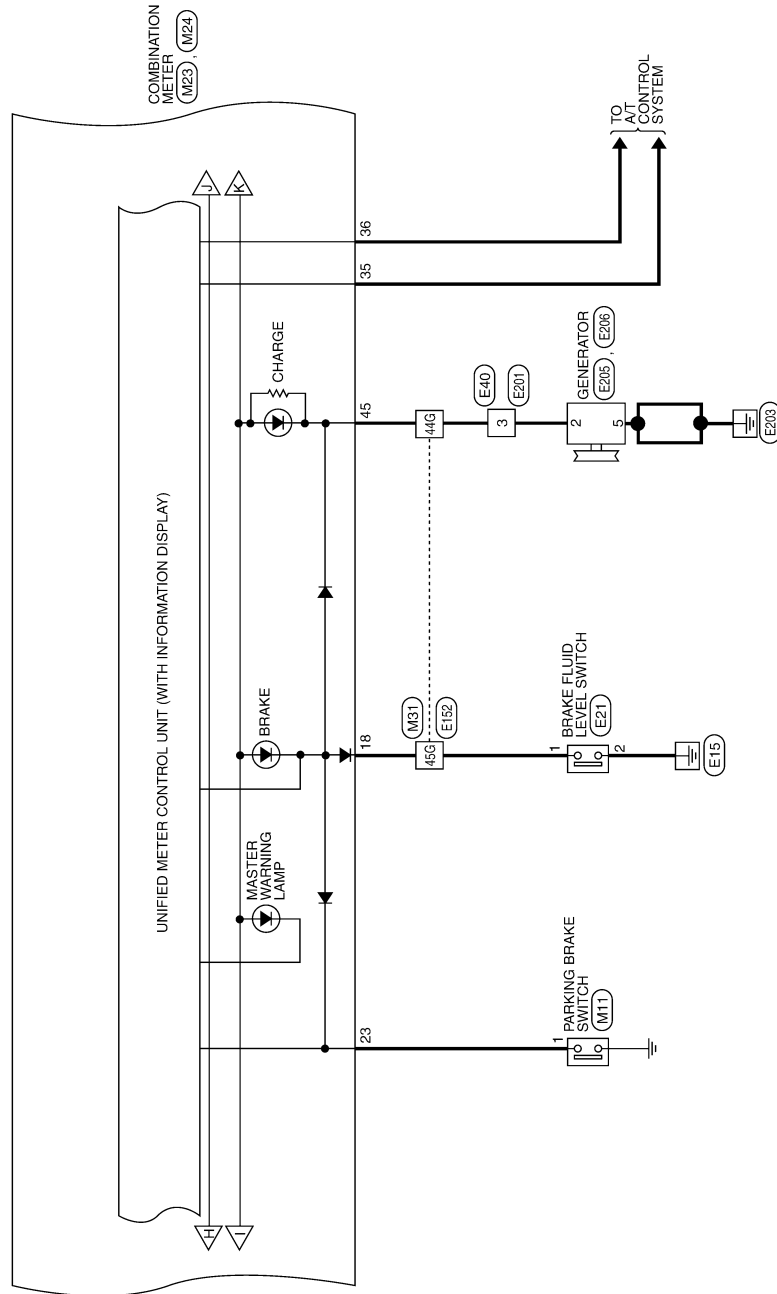 COMBINATION
METER
M23 , M24
UNIFIED METER CONTROL UNIT (WITH INFORMATION DISPLAY)
H
J
I
K
MASTER
WARNING
LAMP
BRAKE
CHARGE
23
18
45
35
36
45G
M31
E152
44G
3
E40
E201
TO
A/T
CONTROL
SYSTEM
1
PARKING BRAKE
SWITCH
M11
1
2
BRAKE FLUID
LEVEL SWITCH
E21
2
5
GENERATOR
E205 , E206
E15
E203